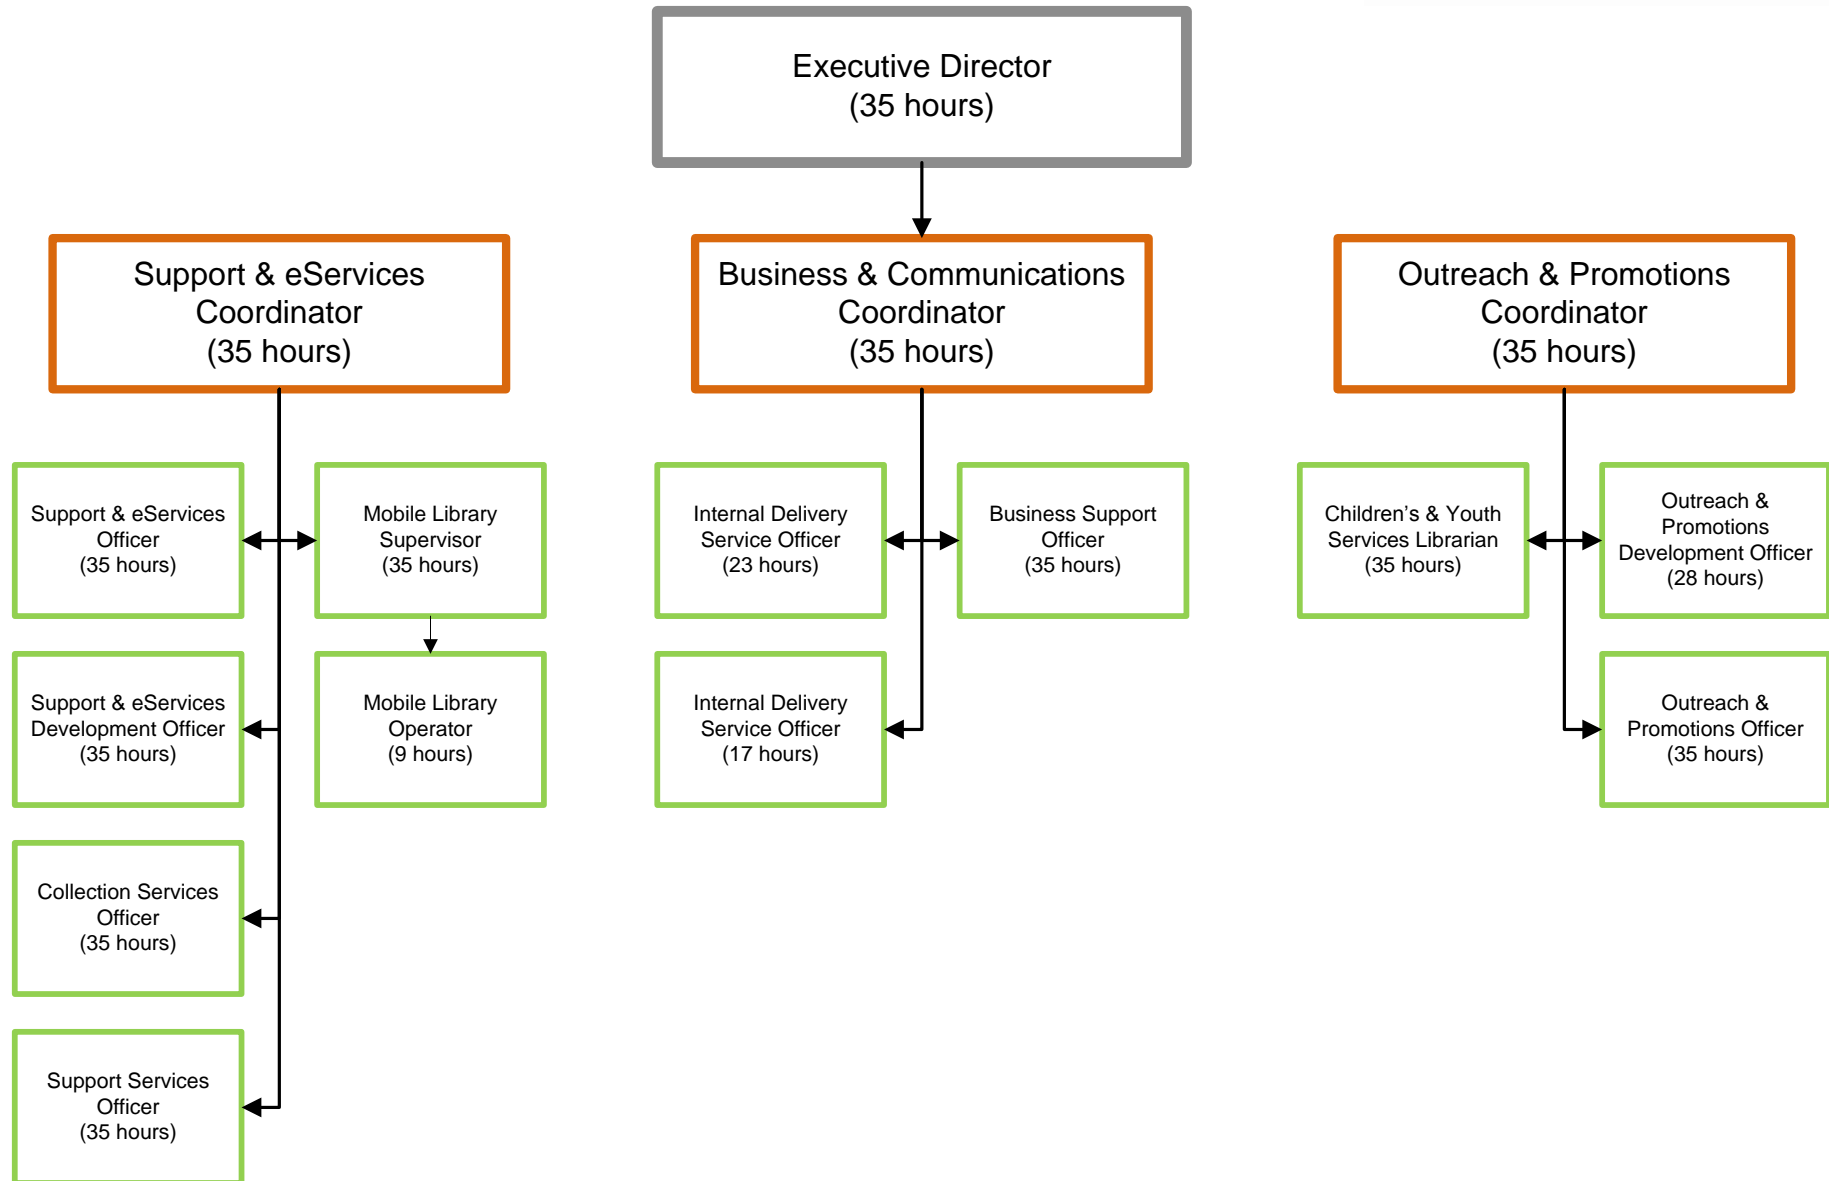 Executive Director
(35 hours)
Support & eServices
Coordinator
(35 hours)
Business & Communications
Coordinator
(35 hours)
Outreach & Promotions
Coordinator
(35 hours)
Support & eServices
Officer
(35 hours)
Mobile Library
Supervisor
(35 hours)
Internal Delivery
Service Officer
(23 hours)
Business Support
Officer
(35 hours)
Children’s & Youth
Services Librarian
(35 hours)
Outreach &
Promotions
Development Officer
(28 hours)
Support & eServices
Development Officer
(35 hours)
Mobile Library
Operator
(9 hours)
Internal Delivery
Service Officer
(17 hours)
Outreach &
Promotions Officer
(35 hours)
Collection Services
Officer
(35 hours)
Support Services
Officer
(35 hours)